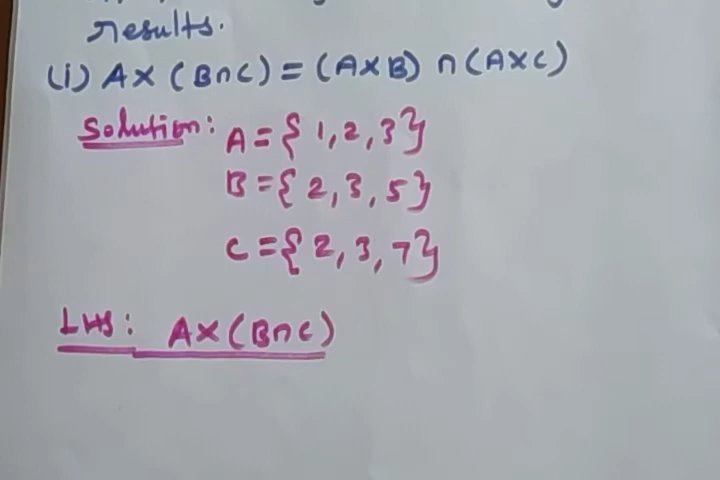 results.
(i) A × (B ∩ C) = (A × B) ∩ (A × C)
Solution: A = { 1, 2, 3 }
B = { 2, 3, 5 }
C = { 2, 3, 7 }
LHS: A × (B ∩ C)